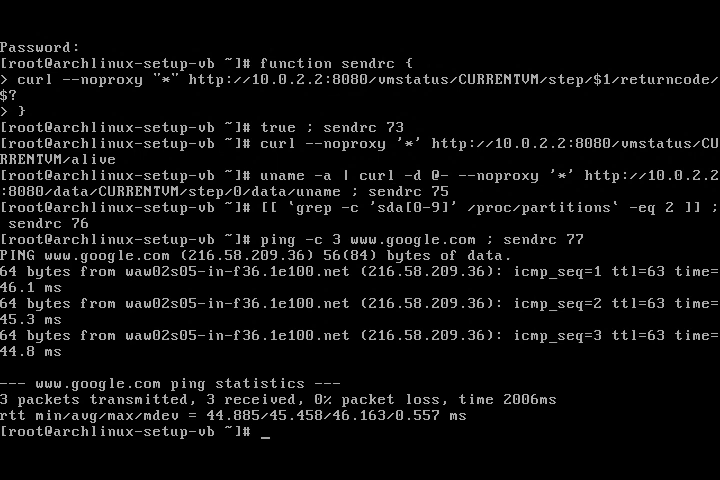 Password:
[root@archlinux-setup-vb ~]# function sendrc {
> curl --noproxy "*" http://10.0.2.2:8080/vmstatus/CURRENTVM/step/$1/returncode/
$?
> }
[root@archlinux-setup-vb ~]# true ; sendrc 73
[root@archlinux-setup-vb ~]# curl --noproxy '*' http://10.0.2.2:8080/vmstatus/CU
RRENTVM/alive
[root@archlinux-setup-vb ~]# uname -a | curl -d @- --noproxy '*' http://10.0.2.2
:8080/data/CURRENTVM/step/0/data/uname ; sendrc 75
[root@archlinux-setup-vb ~]# [[ `grep -c 'sda[0-9]' /proc/partitions` -eq 2 ]] ;
 sendrc 76
[root@archlinux-setup-vb ~]# ping -c 3 www.google.com ; sendrc 77
PING www.google.com (216.58.209.36) 56(84) bytes of data.
64 bytes from waw02s05-in-f36.1e100.net (216.58.209.36): icmp_seq=1 ttl=63 time=
46.1 ms
64 bytes from waw02s05-in-f36.1e100.net (216.58.209.36): icmp_seq=2 ttl=63 time=
45.3 ms
64 bytes from waw02s05-in-f36.1e100.net (216.58.209.36): icmp_seq=3 ttl=63 time=
44.8 ms

--- www.google.com ping statistics ---
3 packets transmitted, 3 received, 0% packet loss, time 2006ms
rtt min/avg/max/mdev = 44.885/45.458/46.163/0.557 ms
[root@archlinux-setup-vb ~]# _